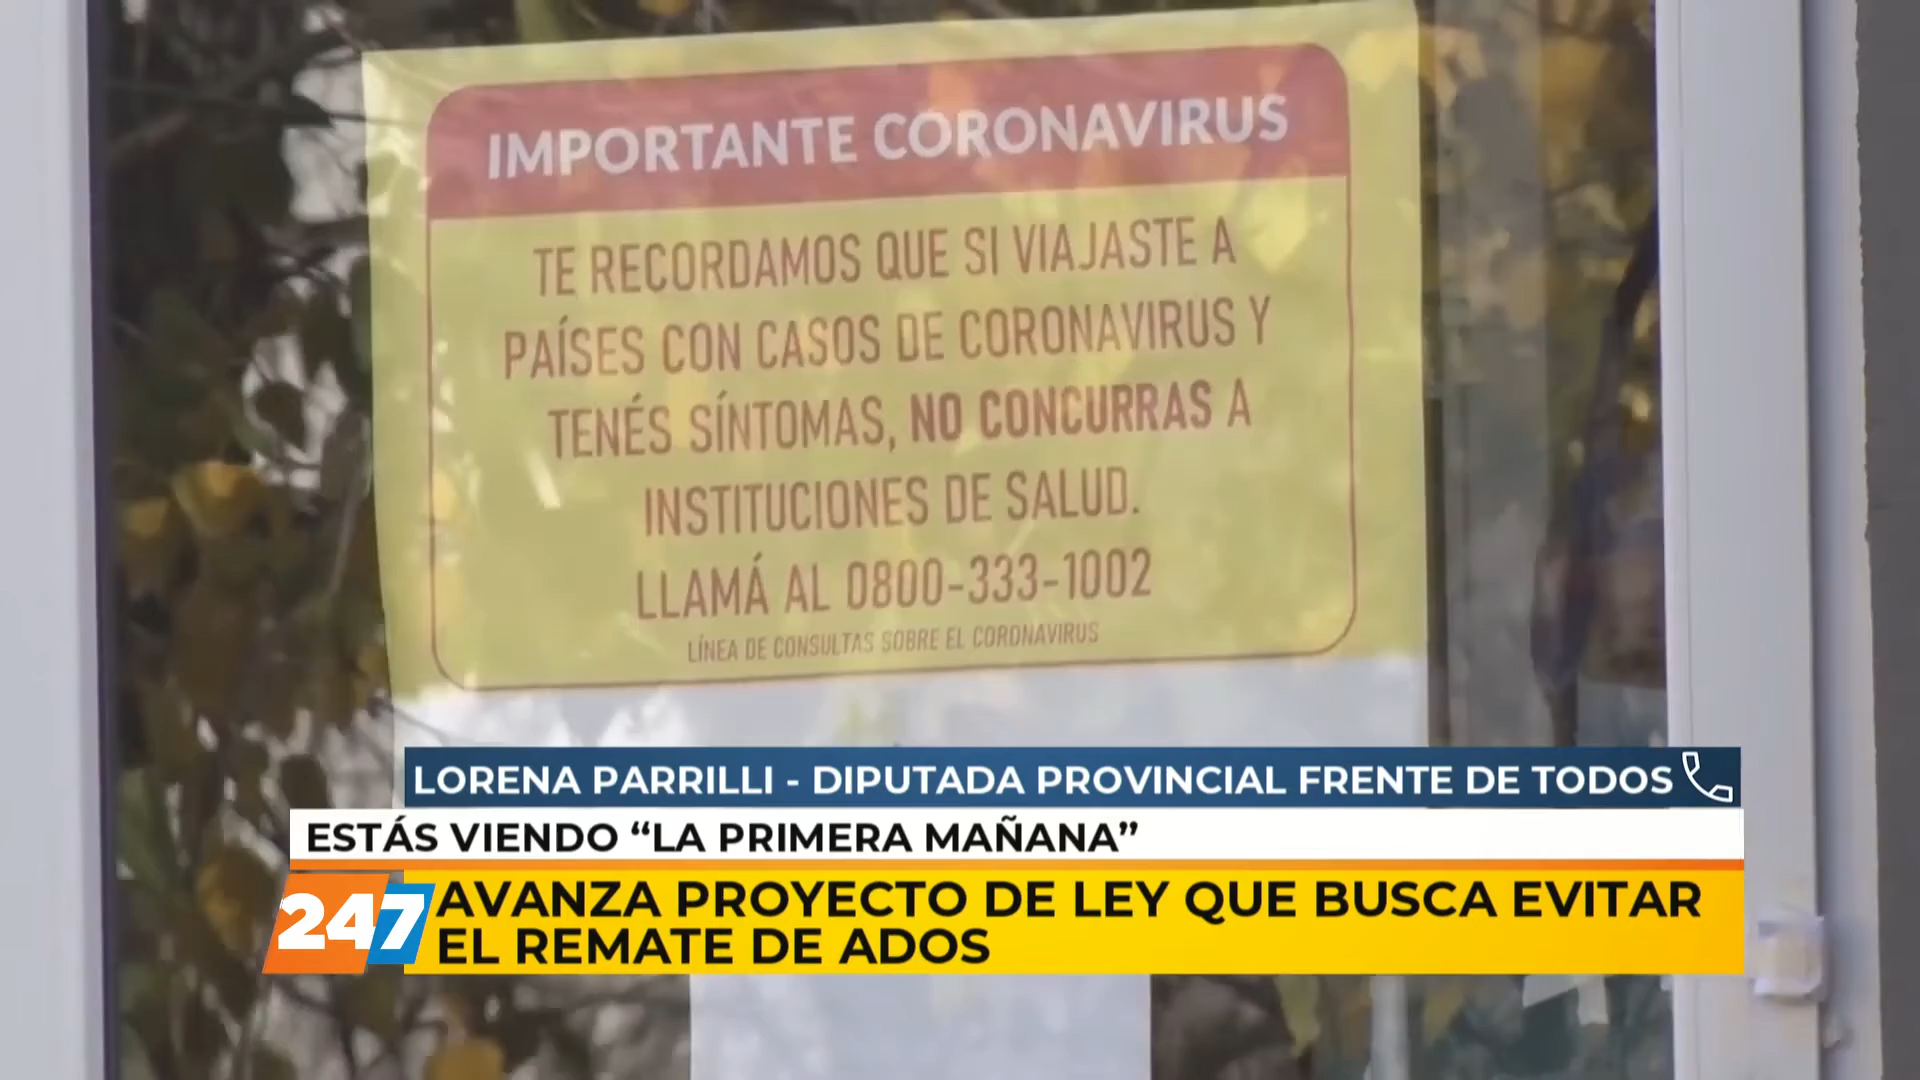 IMPORTANTE CORONAVIRUS
TE RECORDAMOS QUE SI VIAJASTE A
PAÍSES CON CASOS DE CORONAVIRUS Y
TENÉS SÍNTOMAS, NO CONCURRAS A
INSTITUCIONES DE SALUD.
LLAMÁ AL 0800-333-1002
LÍNEA DE CONSULTAS SOBRE EL CORONAVIRUS
LORENA PARRILLI - DIPUTADA PROVINCIAL FRENTE DE TODOS
ESTÁS VIENDO “LA PRIMERA MAÑANA”
247
AVANZA PROYECTO DE LEY QUE BUSCA EVITAR
EL REMATE DE ADOS